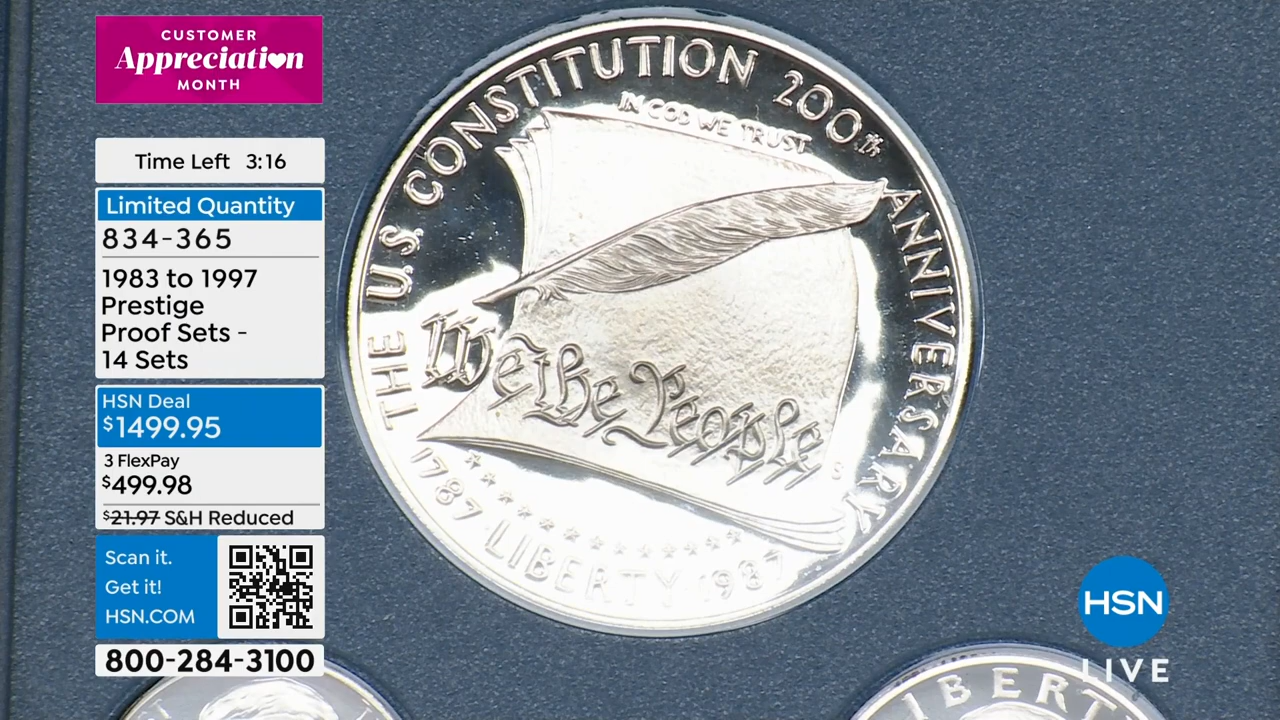 CUSTOMER
Appreciation
MONTH
Time Left 3:16
Limited Quantity
834-365
1983 to 1997
Prestige
Proof Sets -
14 Sets
HSN Deal
$1499.95
3 FlexPay
$499.98
$21.97 S&H Reduced
Scan it.
Get it!
HSN.COM
800-284-3100
THE U.S. CONSTITUTION 200TH ANNIVERSARY
IN GOD WE TRUST
We the People
S
1787 LIBERTY 1987
LIBERT
HSN
LIVE